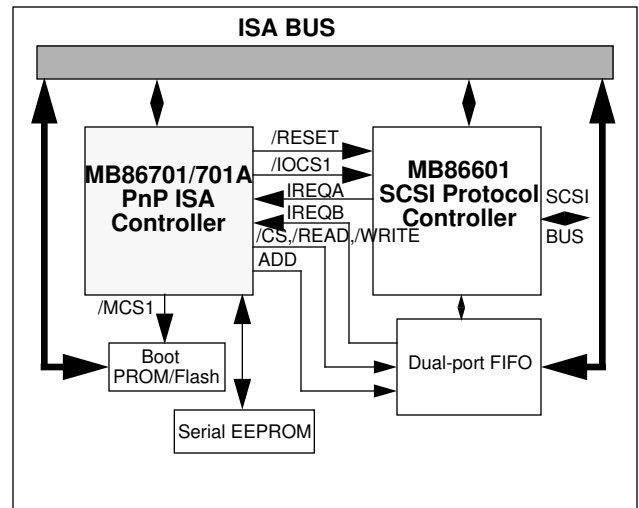 ISA BUS
/RESET
/IOCS1
IREQA
IREQB
/CS,/READ,/WRITE
ADD
MB86701/701A
PnP ISA
Controller
MB86601
SCSI Protocol
Controller
SCSI
BUS
/MCS1
Boot
PROM/Flash
Dual-port FIFO
Serial EEPROM